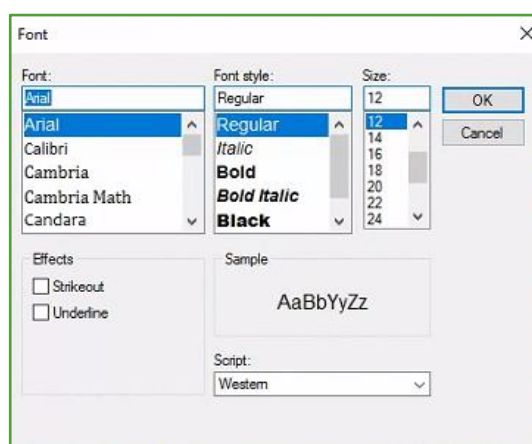 Font
Font: Font style: Size:
Arial Regular 12
OK
Arial Regular 12
Calibri Italic 14
Cambria Bold 16
Cambria Math Bold Italic 18
Candara Black 20
22
24
Cancel
Effects
Strikeout
Underline
Sample
AaBbYyZz
Script:
Western